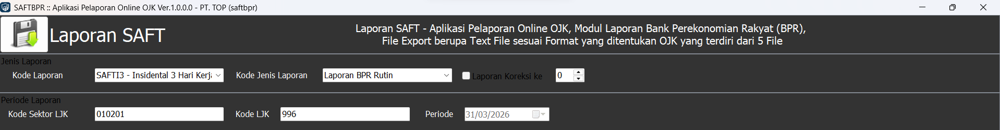 SAFTBPR :: Aplikasi Pelaporan Online OJK Ver.1.0.0.0 - PT. TOP (saftbpr)
Laporan SAFT
Laporan SAFT - Aplikasi Pelaporan Online OJK, Modul Laporan Bank Perekonomian Rakyat (BPR),
File Export berupa Text File sesuai Format yang ditentukan OJK yang terdiri dari 5 File
Jenis Laporan
Kode Laporan SAFTI3 - Insidental 3 Hari Kerja Kode Jenis Laporan Laporan BPR Rutin Laporan Koreksi ke 0
Periode Laporan
Kode Sektor LJK 010201 Kode LJK 996 Periode 31/03/2026